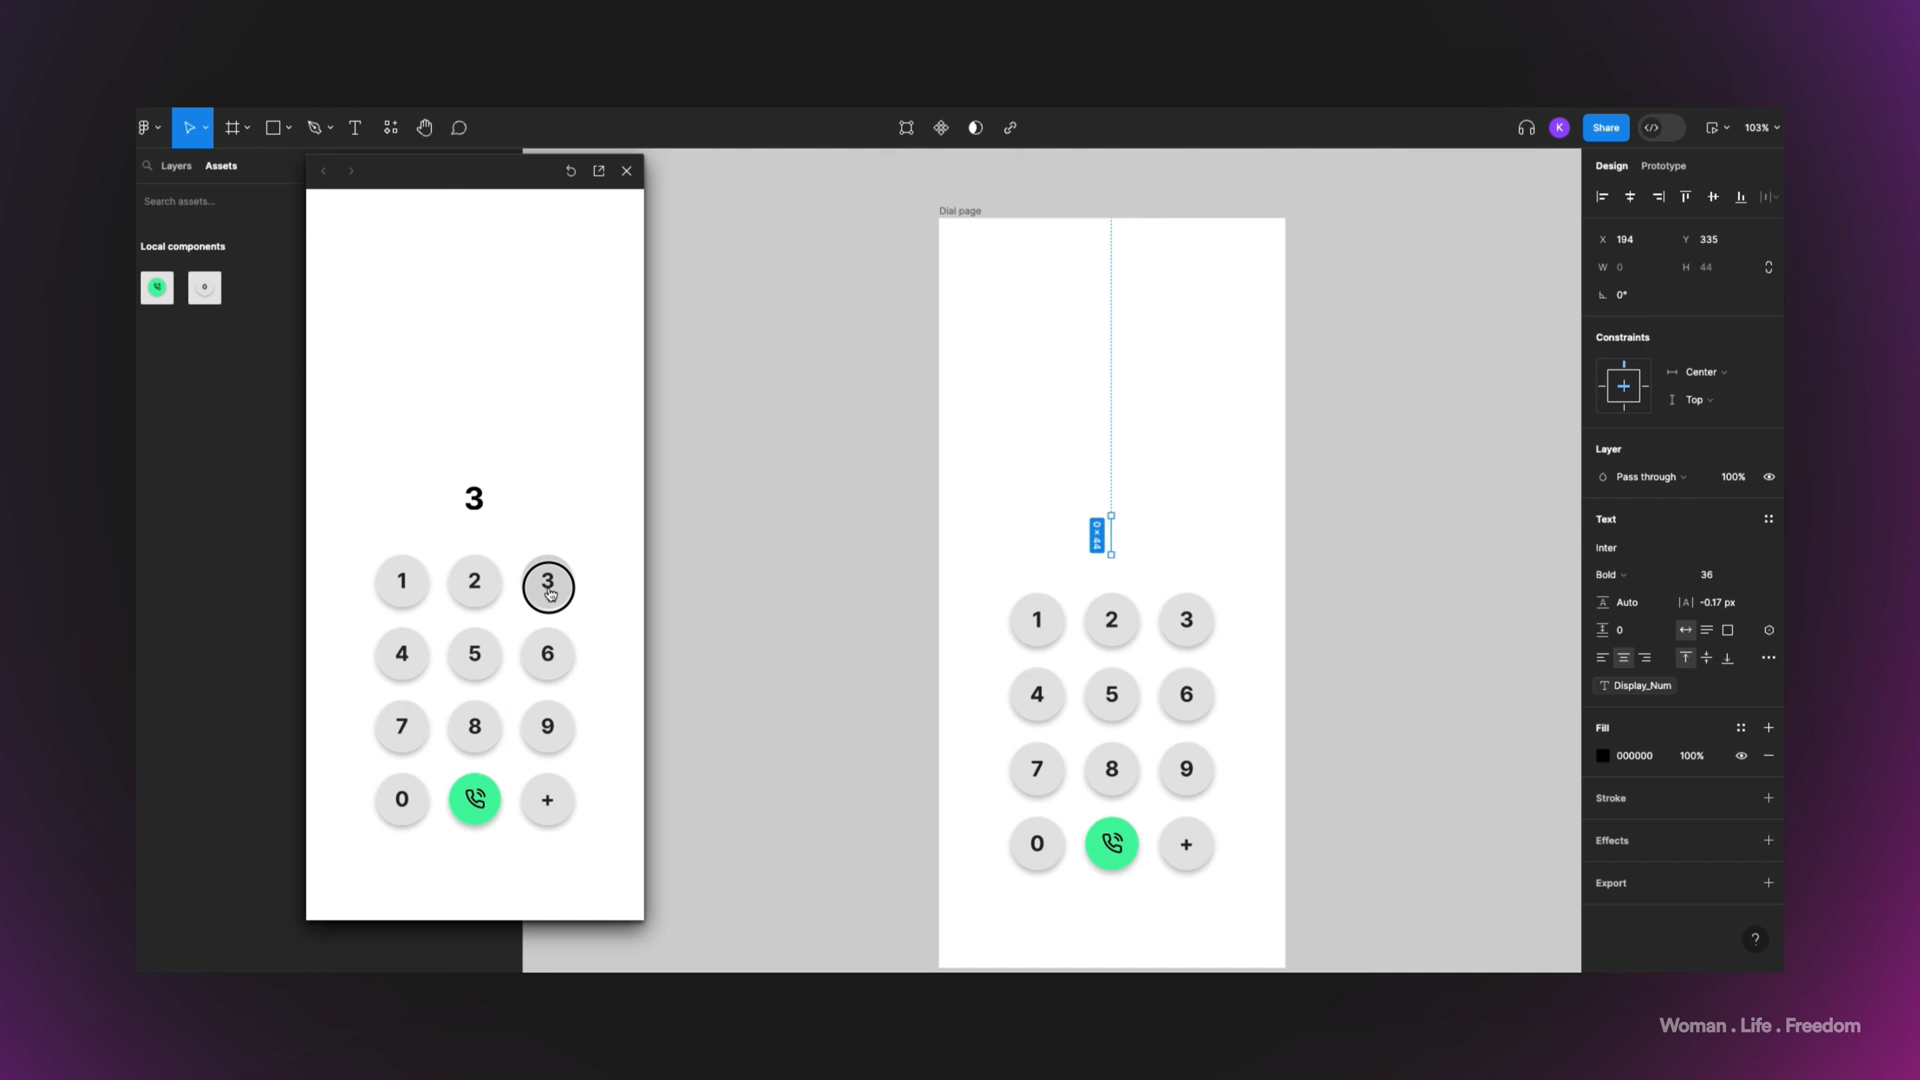 Share
103%
K
Layers
Assets
Search assets...
Local components
0
3
1 2 3
4 5 6
7 8 9
0 +
Dial page
0 × 44
1 2 3
4 5 6
7 8 9
0 +
Design
Prototype
X 194 Y 335
W 0 H 44
0°
Constraints
Center
Top
Layer
Pass through 100%
Text
Inter
Bold 36
A Auto |A| -0.17 px
0
T Display_Num
Fill
000000 100%
Stroke
Effects
Export
?
Woman . Life . Freedom